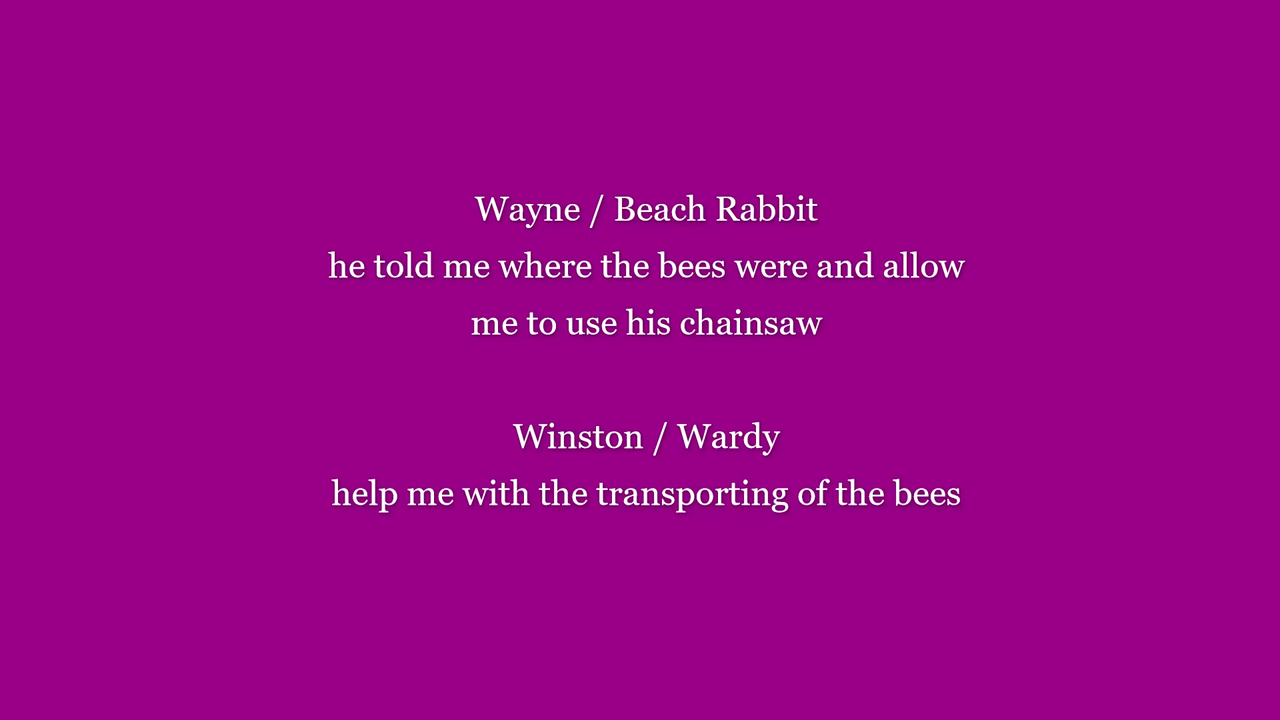 Wayne / Beach Rabbit
he told me where the bees were and allow
me to use his chainsaw
Winston / Wardy
help me with the transporting of the bees